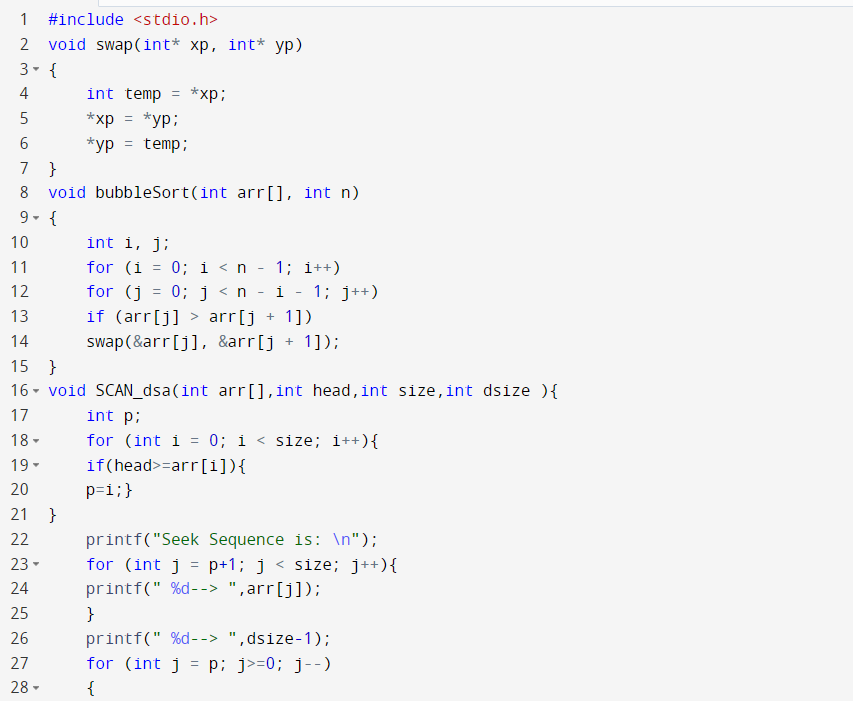 1 #include <stdio.h>
2 void swap(int* xp, int* yp)
3 {
4 int temp = *xp;
5 *xp = *yp;
6 *yp = temp;
7 }
8 void bubbleSort(int arr[], int n)
9 {
10 int i, j;
11 for (i = 0; i < n - 1; i++)
12 for (j = 0; j < n - i - 1; j++)
13 if (arr[j] > arr[j + 1])
14 swap(&arr[j], &arr[j + 1]);
15 }
16 void SCAN_dsa(int arr[],int head,int size,int dsize ){
17 int p;
18 for (int i = 0; i < size; i++){
19 if(head>=arr[i]){
20 p=i;}
21 }
22 printf("Seek Sequence is: \n");
23 for (int j = p+1; j < size; j++){
24 printf(" %d--> ",arr[j]);
25 }
26 printf(" %d--> ",dsize-1);
27 for (int j = p; j>=0; j--)
28 {